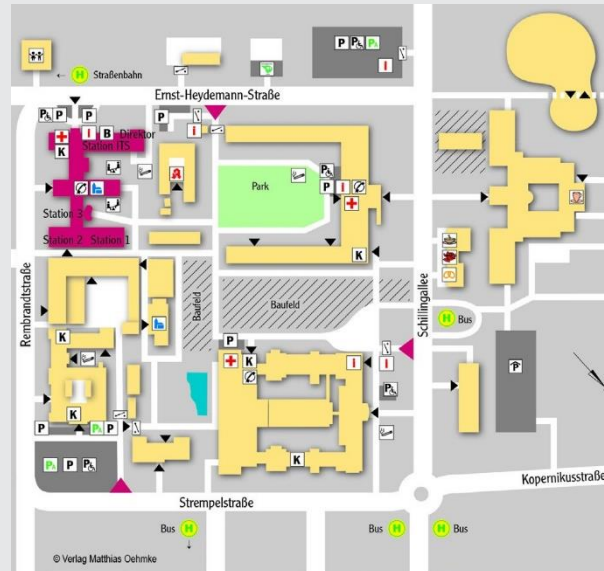 H Straßenbahn
P P P
i
Ernst-Heydemann-Straße
P P P P
i B Direktor i
Station ITS
K
P
Park P i
Station 3
Station 2 Station 1 K
Rembrandtstraße
Baufeld
Baufeld
Schillingallee
H Bus
K
P
K i i
P
P
K
P P P
K
P P P
Strempelstraße
Kopernikusstraße
Bus H
Bus H
H Bus
© Verlag Matthias Oehmke